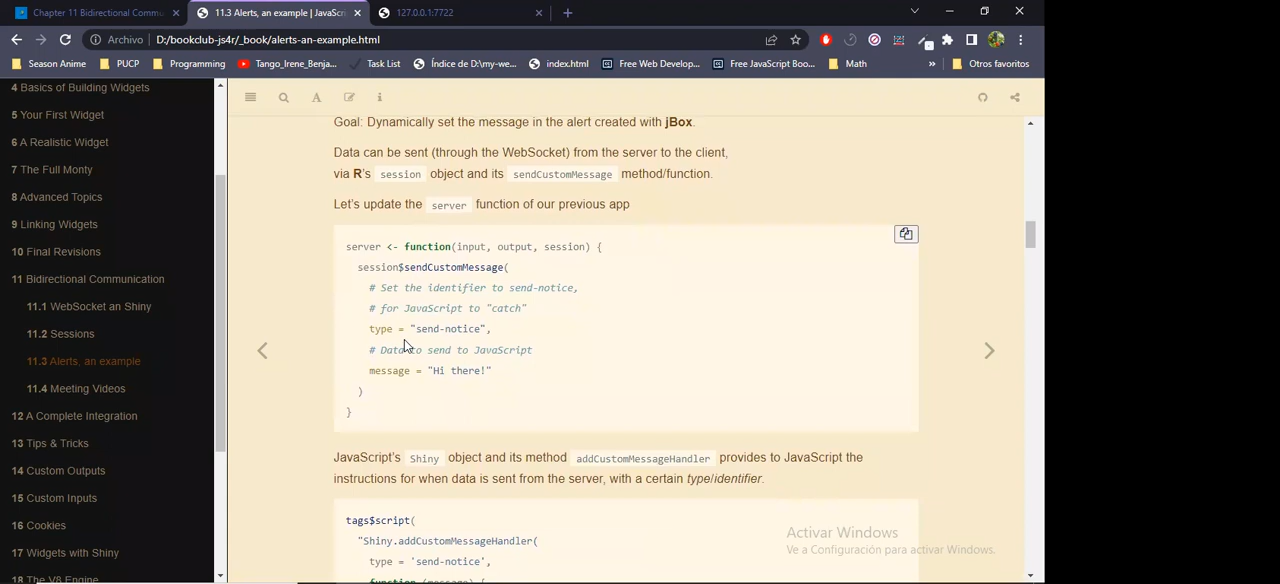 Chapter 11 Bidirectional Commu
11.3 Alerts, an example | JavaScri
127.0.0.1:7722
Archivo
D:/bookclub-js4r/_book/alerts-an-example.html
Season Anime
PUCP
Programming
Tango_Irene_Benja...
Task List
Índice de D:\my-we...
index.html
Free Web Develop...
Free JavaScript Boo...
Math
»
Otros favoritos
4 Basics of Building Widgets
5 Your First Widget
6 A Realistic Widget
7 The Full Monty
8 Advanced Topics
9 Linking Widgets
10 Final Revisions
11 Bidirectional Communication
11.1 WebSocket an Shiny
11.2 Sessions
11.3 Alerts, an example
11.4 Meeting Videos
12 A Complete Integration
13 Tips & Tricks
14 Custom Outputs
15 Custom Inputs
16 Cookies
17 Widgets with Shiny
18 The V8 Engine
Goal: Dynamically set the message in the alert created with jBox.
Data can be sent (through the WebSocket) from the server to the client,
via R's session object and its sendCustomMessage method/function.
Let's update the server function of our previous app
server <- function(input, output, session) {
session$sendCustomMessage(
# Set the identifier to send-notice,
# for JavaScript to "catch"
type = "send-notice",
# Data to send to JavaScript
message = "Hi there!"
)
}
JavaScript's Shiny object and its method addCustomMessageHandler provides to JavaScript the
instructions for when data is sent from the server, with a certain type/identifier.
tags$script(
"Shiny.addCustomMessageHandler(
type = 'send-notice',
function (message) {
Activar Windows
Ve a Configuración para activar Windows.